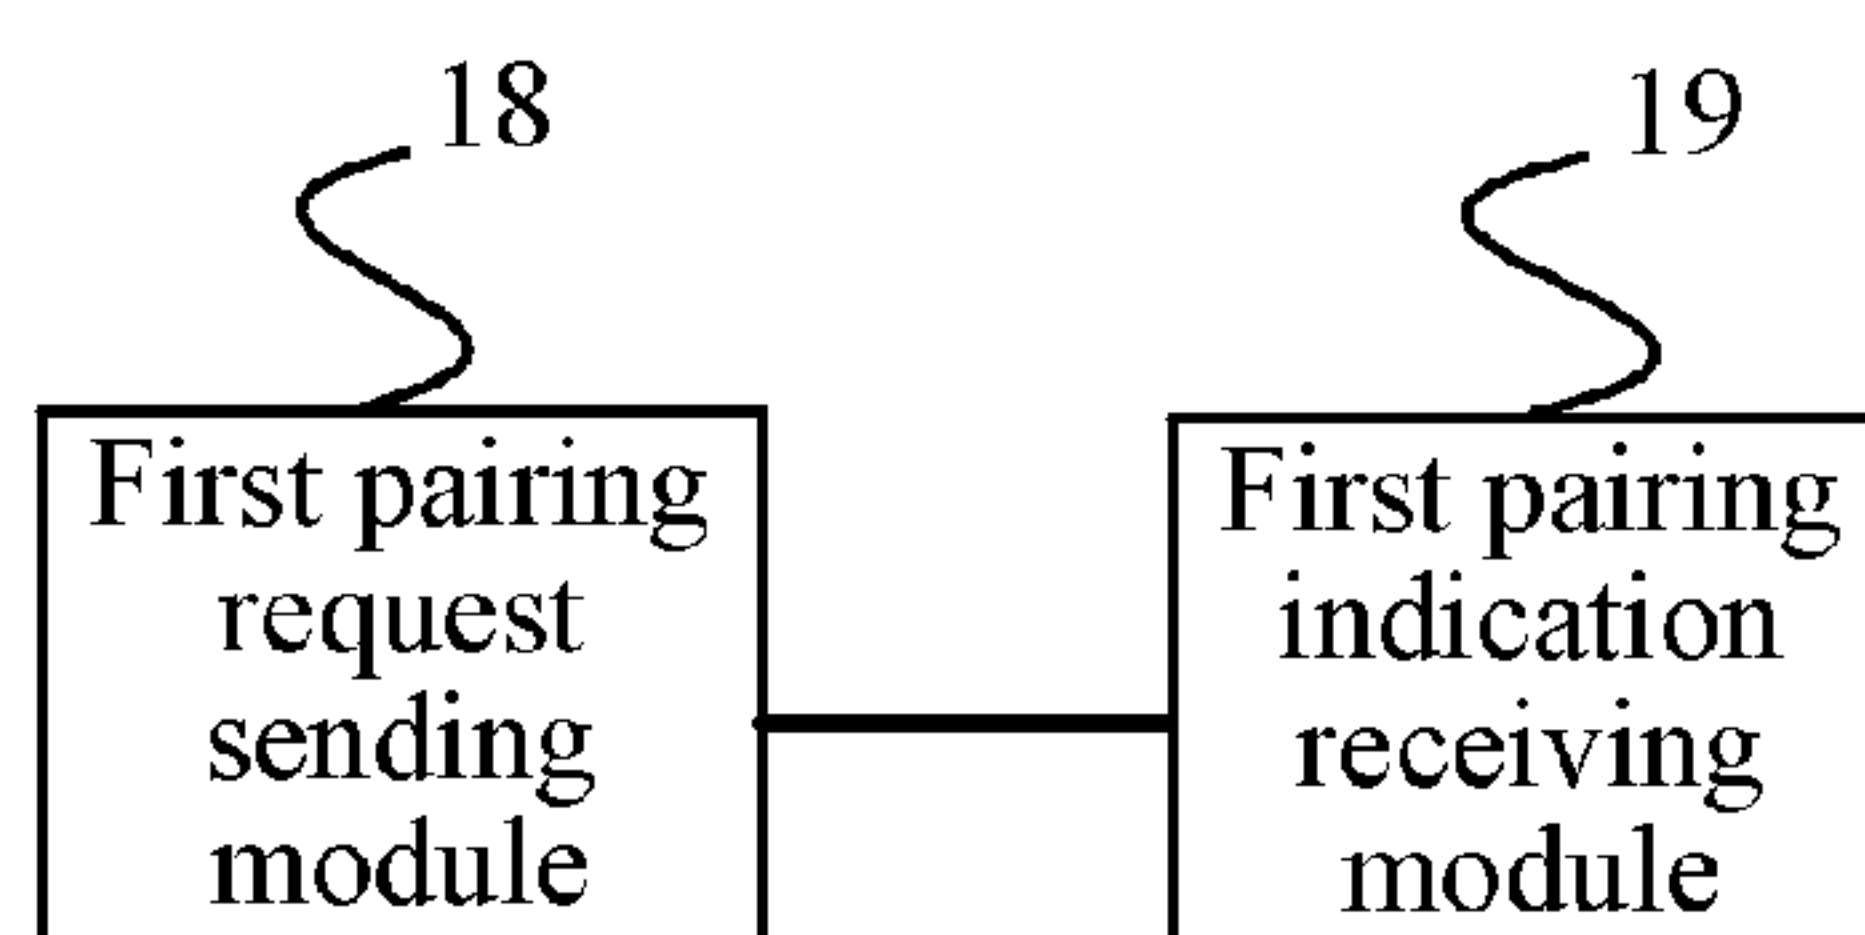 18
First pairing
request
sending
module
19
First pairing
indication
receiving
module